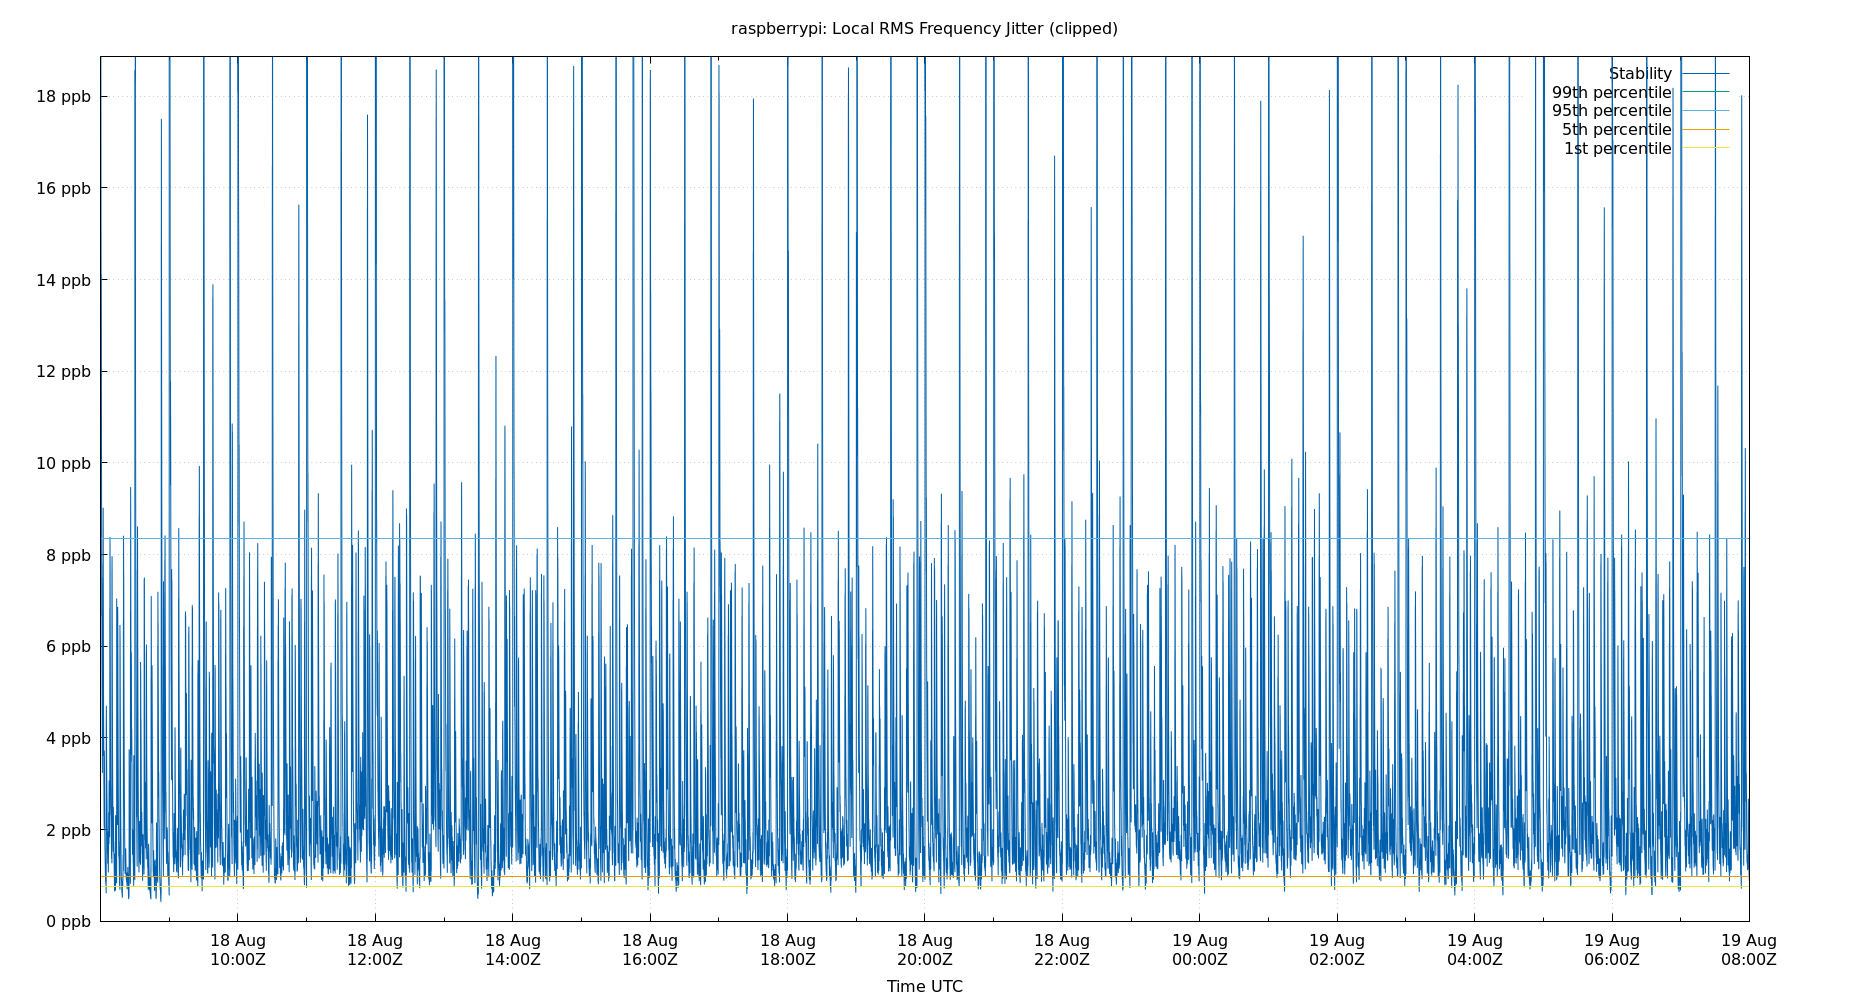 raspberrypi: Local RMS Frequency Jitter (clipped)
Stability
99th percentile
95th percentile
5th percentile
1st percentile
18 ppb
16 ppb
14 ppb
12 ppb
10 ppb
8 ppb
6 ppb
4 ppb
2 ppb
0 ppb
18 Aug 18 Aug 18 Aug 18 Aug 18 Aug 18 Aug 18 Aug 19 Aug 19 Aug 19 Aug 19 Aug 19 Aug
10:00Z 12:00Z 14:00Z 16:00Z 18:00Z 20:00Z 22:00Z 00:00Z 02:00Z 04:00Z 06:00Z 08:00Z
Time UTC